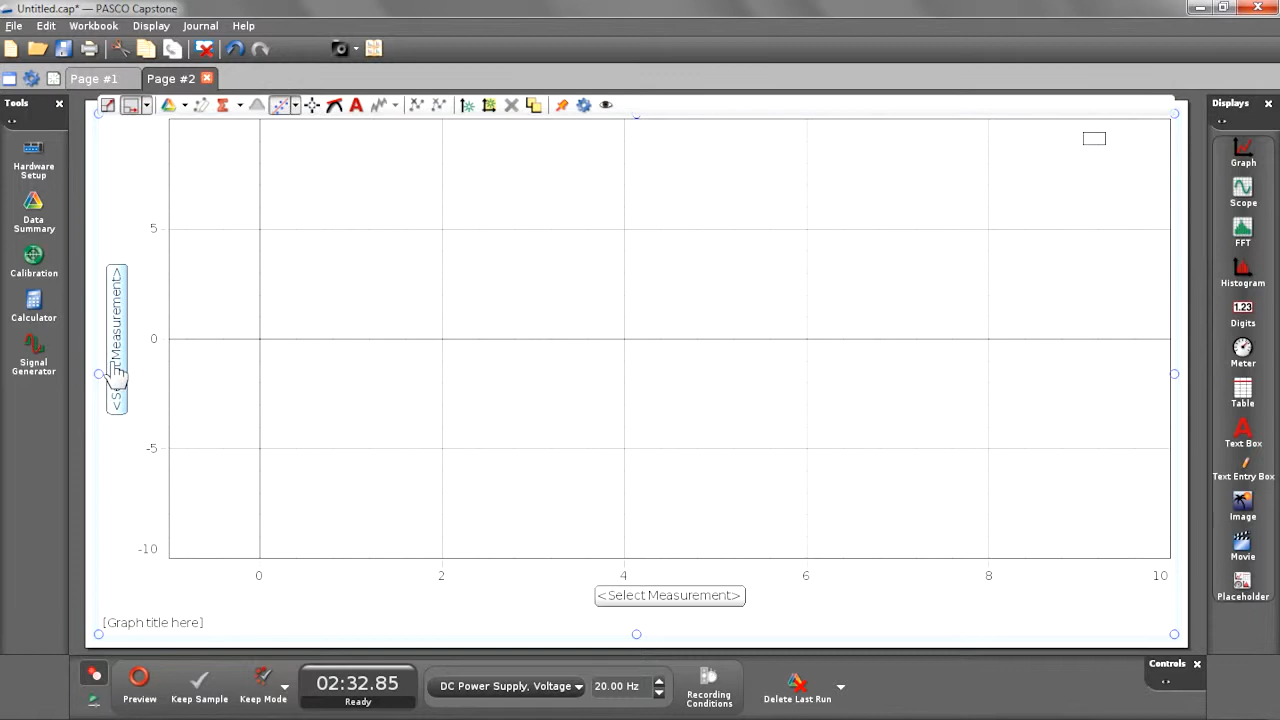 Untitled.cap* — PASCO Capstone
File Edit Workbook Display Journal Help
Page #1 Page #2
Tools
Hardware
Setup
Data
Summary
Calibration
Calculator
Signal
Generator
5
0
-5
-10
Measurement>
0 2 4 6 8 10
<Select Measurement>
[Graph title here]
Displays
Graph
Scope
FFT
Histogram
1.23
Digits
Meter
Table
Text Box
Text Entry Box
Image
Movie
Placeholder
Preview
Keep Sample
Keep Mode
02:32.85
Ready
DC Power Supply, Voltage
20.00 Hz
Recording
Conditions
Delete Last Run
Controls